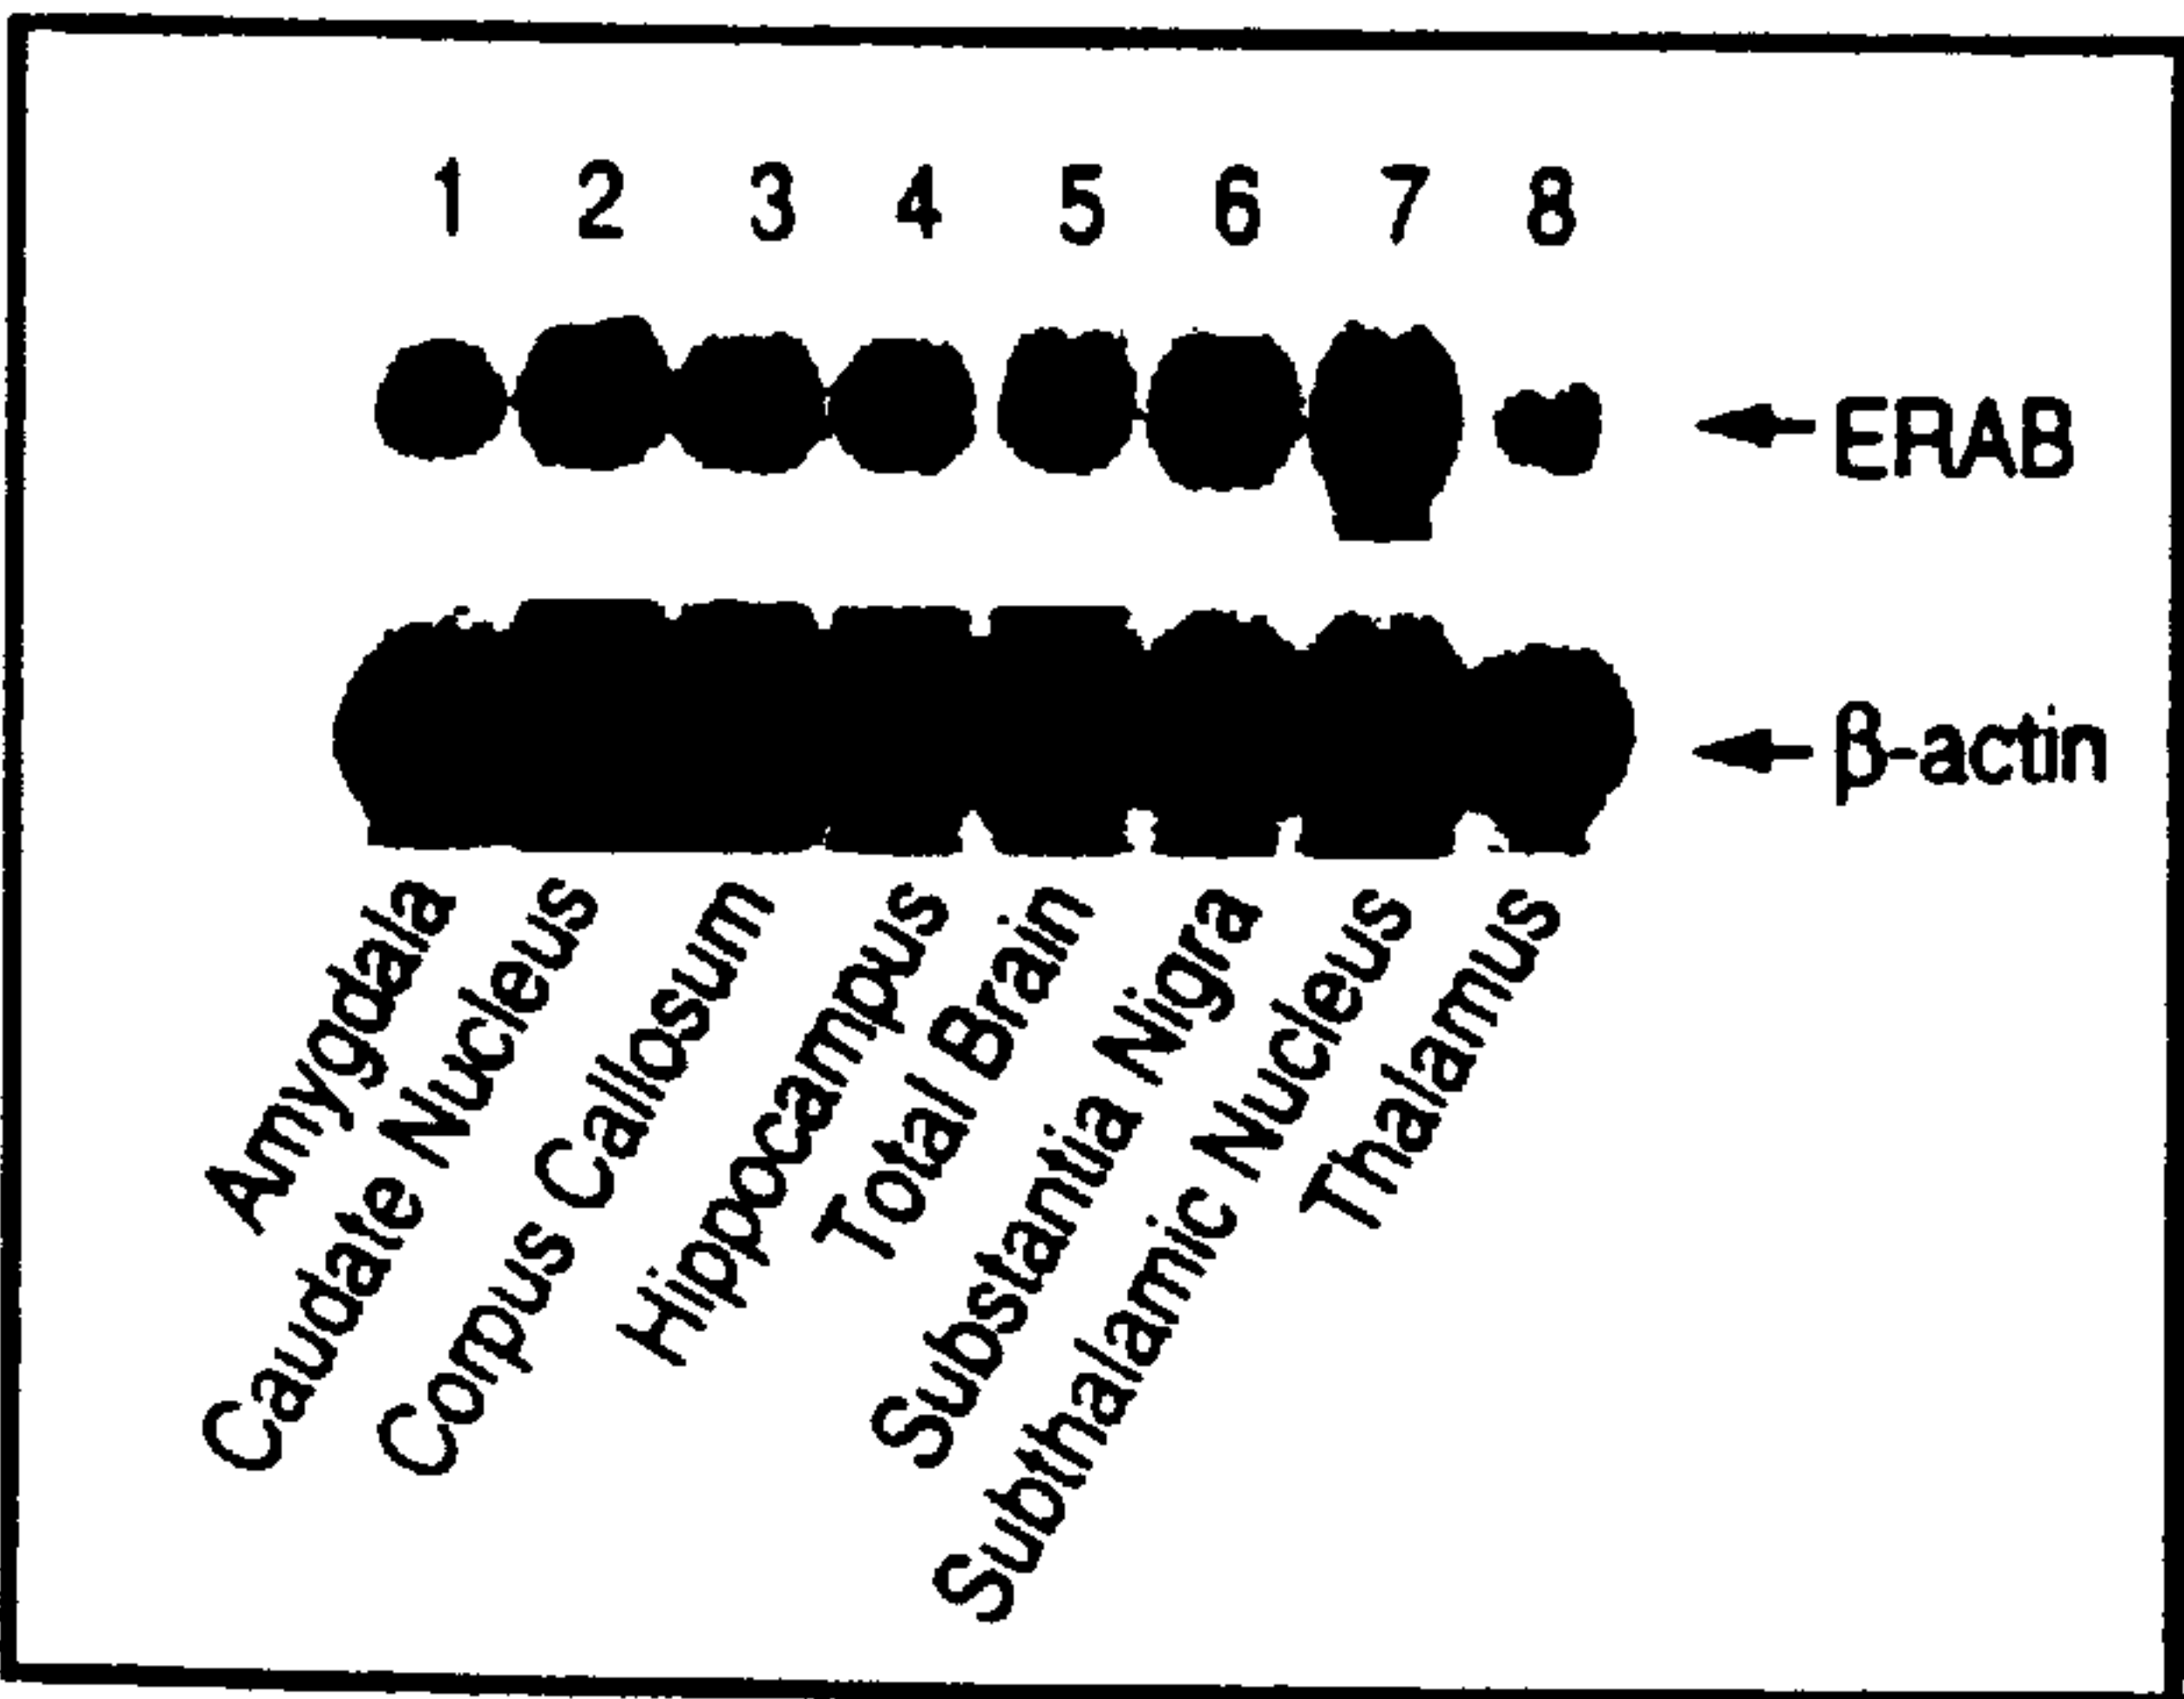 1 2 3 4 5 6 7 8
ERAB
β-actin
Amygdala
Caudate Nucleus
Corpus Callosum
Hippocampus
Total Brain
Substantia Nigra
Subthalamic Nucleus
Thalamus